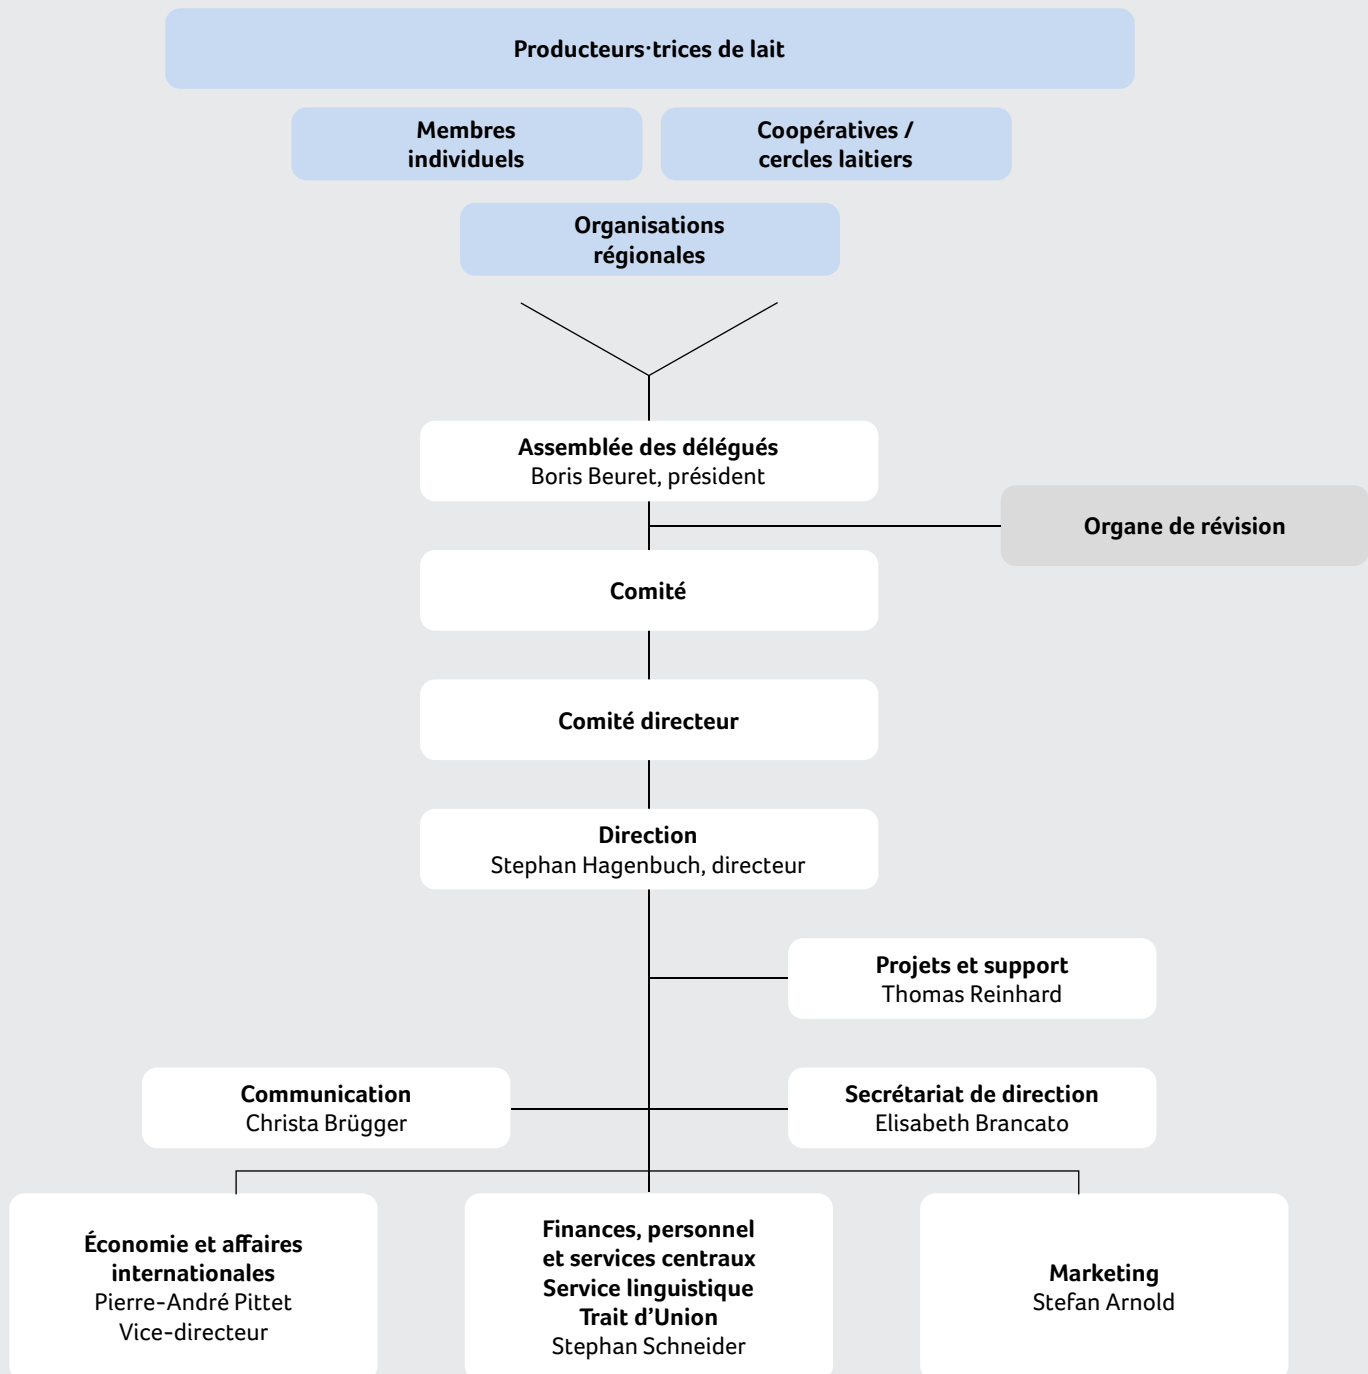 Producteurs·trices de lait
Membres
individuels
Coopératives /
cercles laitiers
Organisations
régionales
Assemblée des délégués
Boris Beuret, président
Organe de révision
Comité
Comité directeur
Direction
Stephan Hagenbuch, directeur
Projets et support
Thomas Reinhard
Communication
Christa Brügger
Secrétariat de direction
Elisabeth Brancato
Économie et affaires
internationales
Pierre-André Pittet
Vice-directeur
Finances, personnel
et services centraux
Service linguistique
Trait d’Union
Stephan Schneider
Marketing
Stefan Arnold